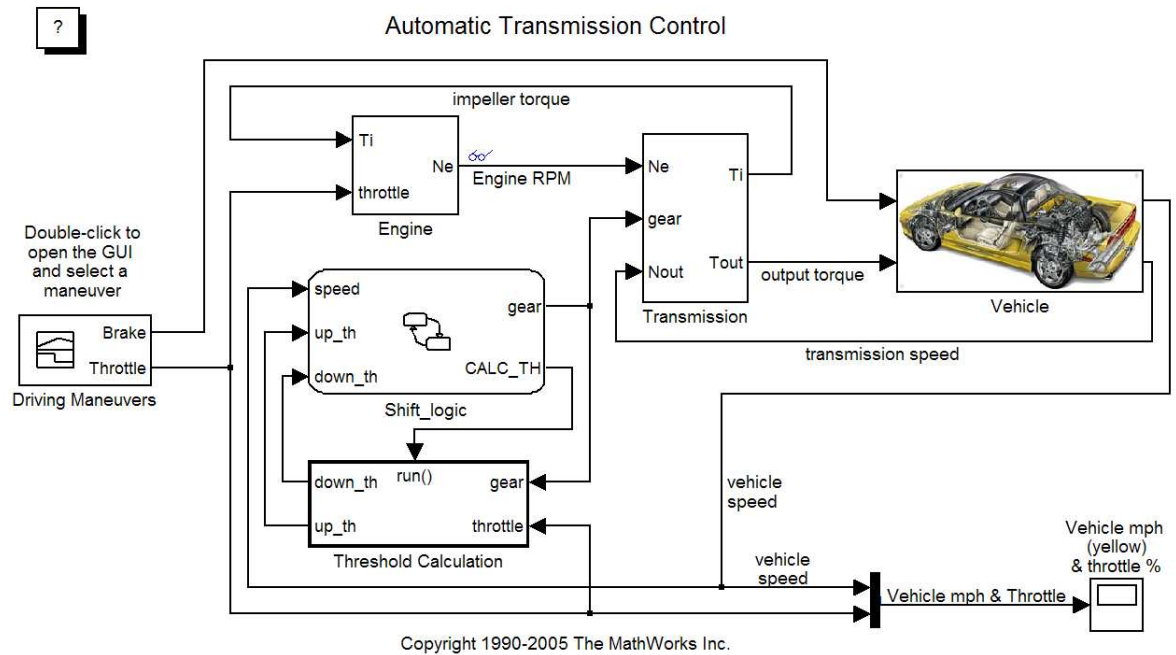 ?
Automatic Transmission Control
impeller torque
Ti
Ne
throttle
Engine
Engine RPM
Ne
Ti
gear
Nout
Tout
Transmission
output torque
Vehicle
transmission speed
Double-click to
open the GUI
and select a
maneuver
Brake
Throttle
Driving Maneuvers
speed
gear
up_th
CALC_TH
down_th
Shift_logic
run()
down_th
gear
up_th
throttle
Threshold Calculation
vehicle
speed
vehicle
speed
Vehicle mph
(yellow)
& throttle %
Vehicle mph & Throttle
Copyright 1990-2005 The MathWorks Inc.